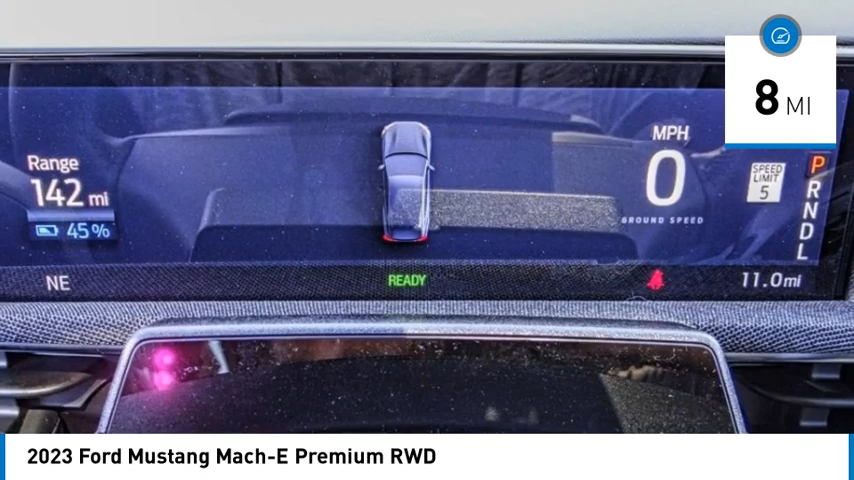 8 MI
Range
142 mi
45%
MPH
0
GROUND SPEED
SPEED
LIMIT
5
P
R
N
D
L
NE
READY
11.0mi
2023 Ford Mustang Mach-E Premium RWD